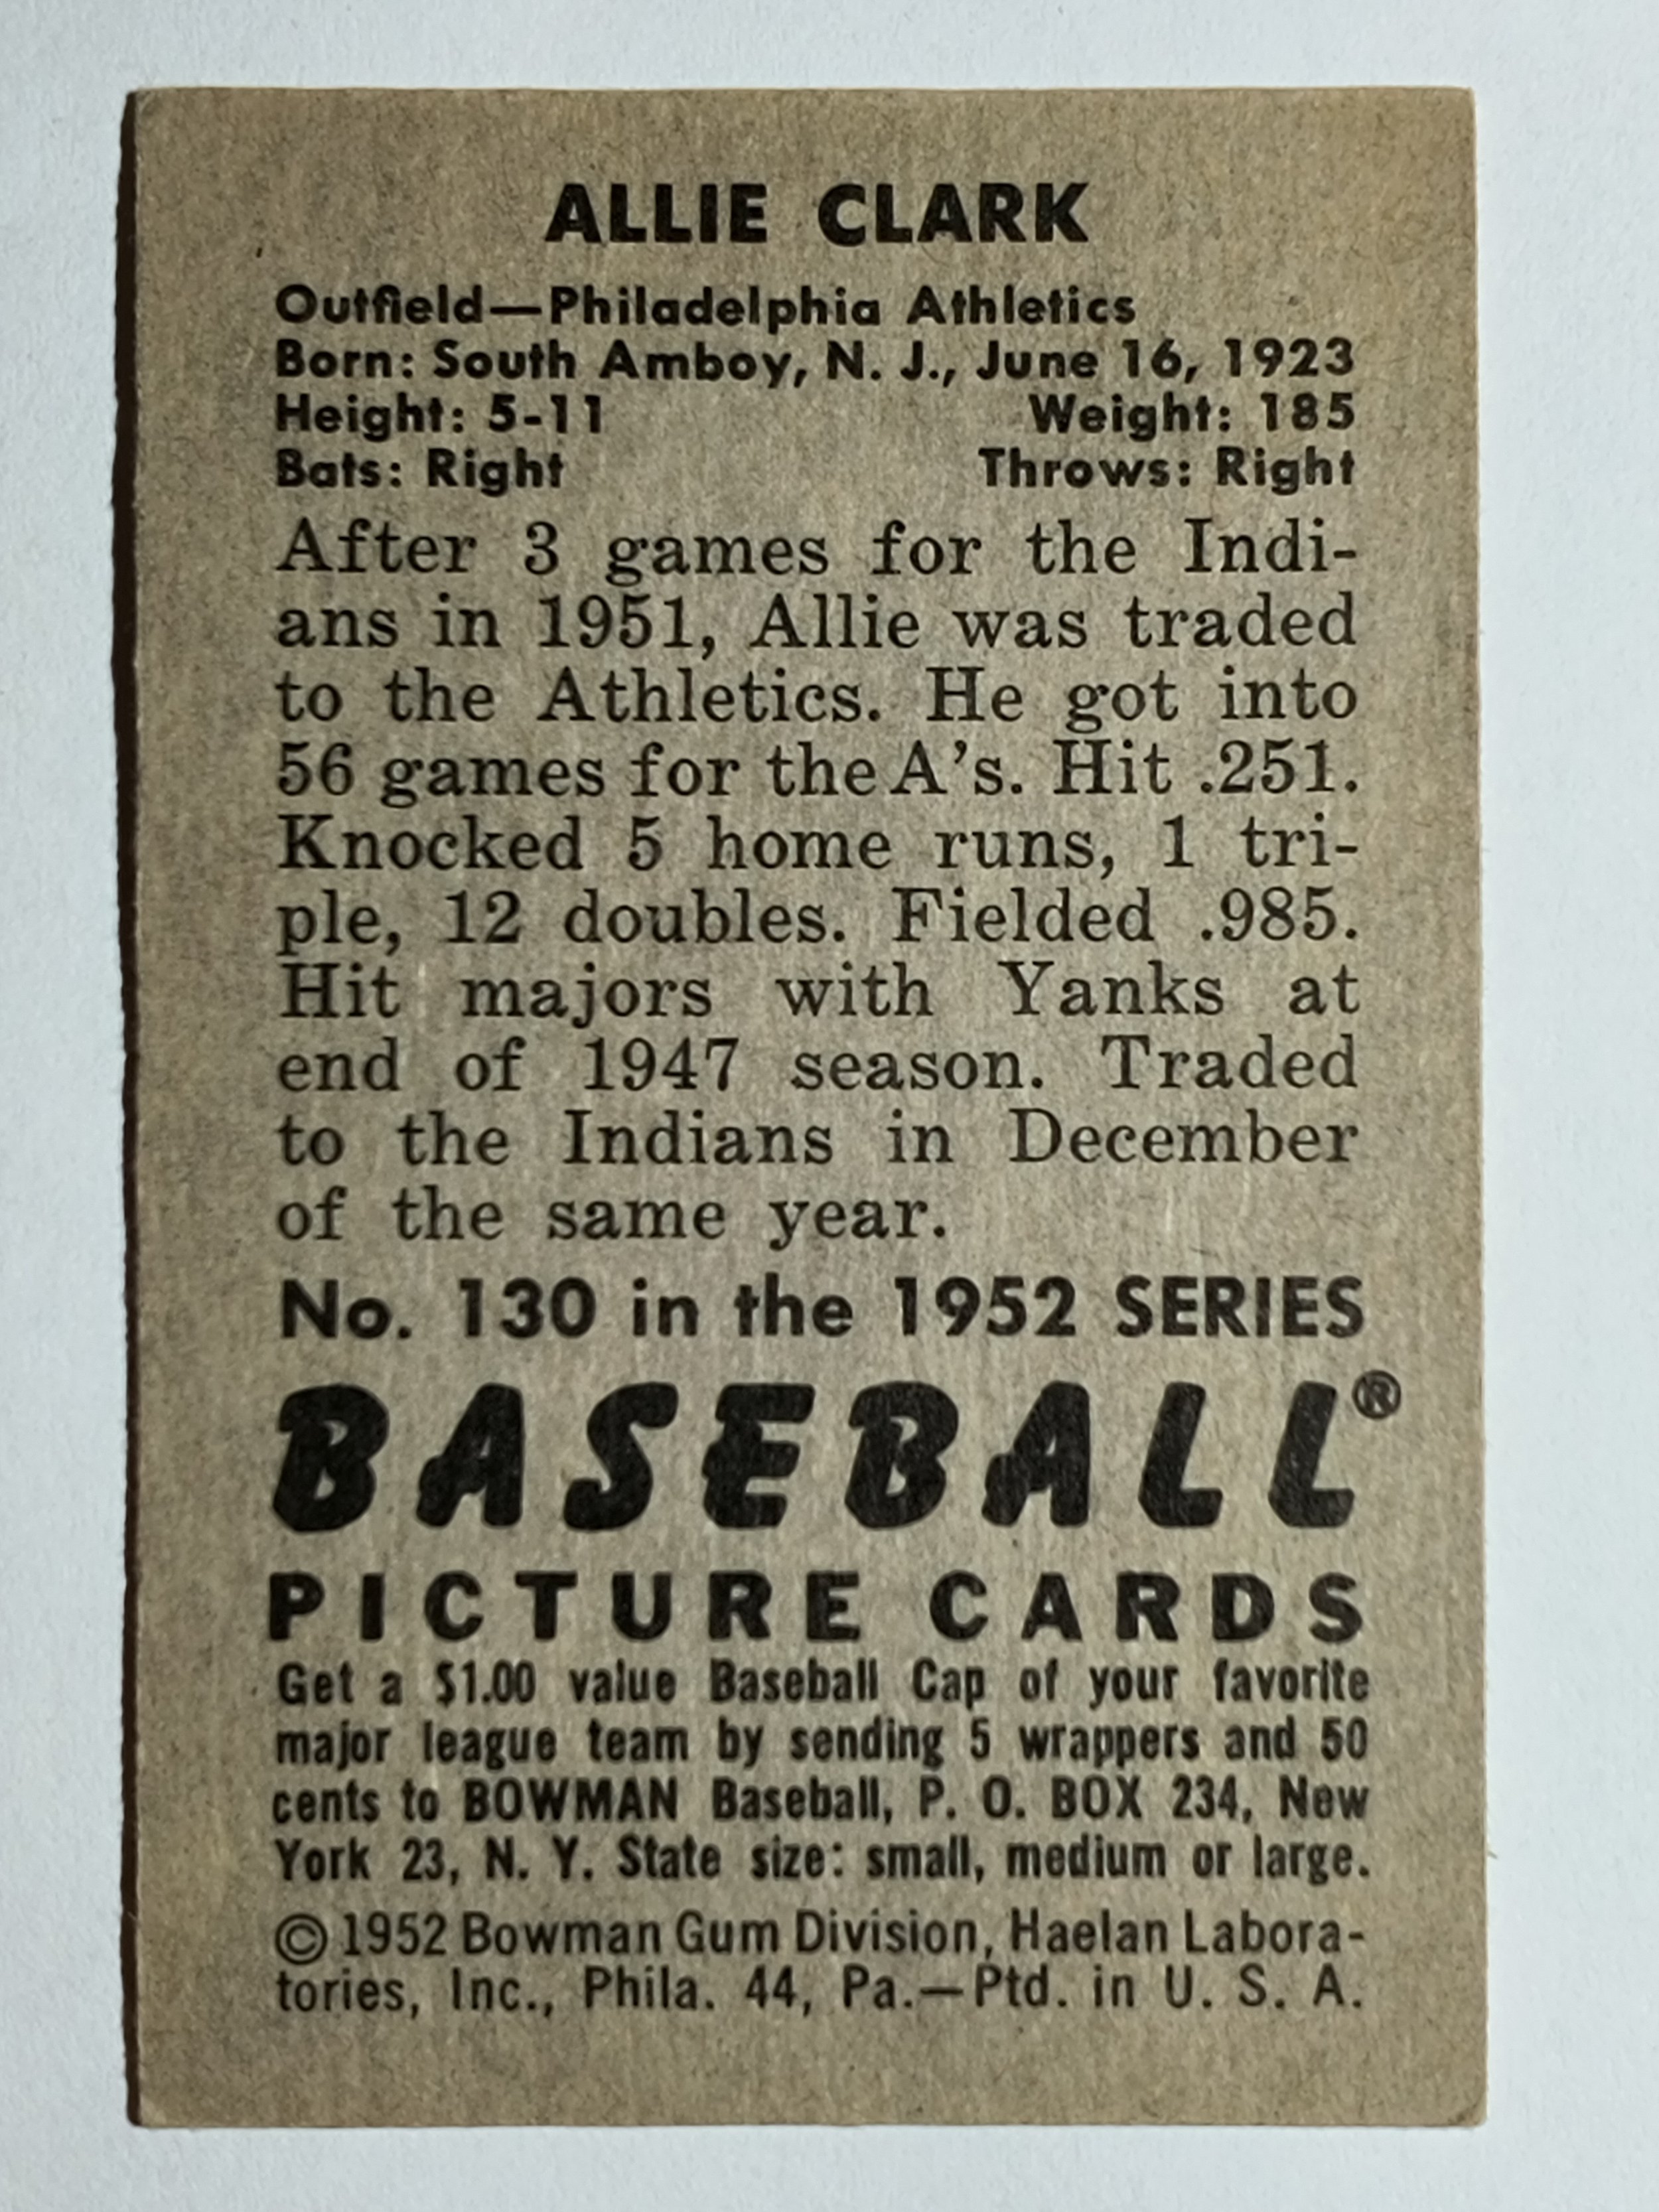 ALLIE CLARK
Outfield—Philadelphia Athletics
Born: South Amboy, N. J., June 16, 1923
Height: 5-11 Weight: 185
Bats: Right Throws: Right
After 3 games for the Indi-
ans in 1951, Allie was traded
to the Athletics. He got into
56 games for the A's. Hit .251.
Knocked 5 home runs, 1 tri-
ple, 12 doubles. Fielded .985.
Hit majors with Yanks at
end of 1947 season. Traded
to the Indians in December
of the same year.
No. 130 in the 1952 SERIES
BASEBALL®
PICTURE CARDS
Get a $1.00 value Baseball Cap of your favorite
major league team by sending 5 wrappers and 50
cents to BOWMAN Baseball, P. O. BOX 234, New
York 23, N. Y. State size: small, medium or large.
© 1952 Bowman Gum Division, Haelan Labora-
tories, Inc., Phila. 44, Pa.—Ptd. in U. S. A.